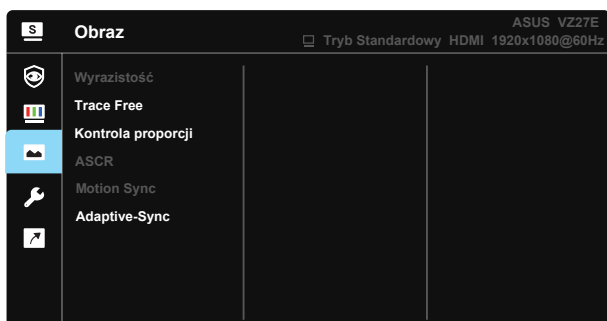 S
Obraz
ASUS VZ27E
Tryb Standardowy HDMI 1920x1080@60Hz
Wyrazistość
Trace Free
Kontrola proporcji
ASCR
Motion Sync
Adaptive-Sync